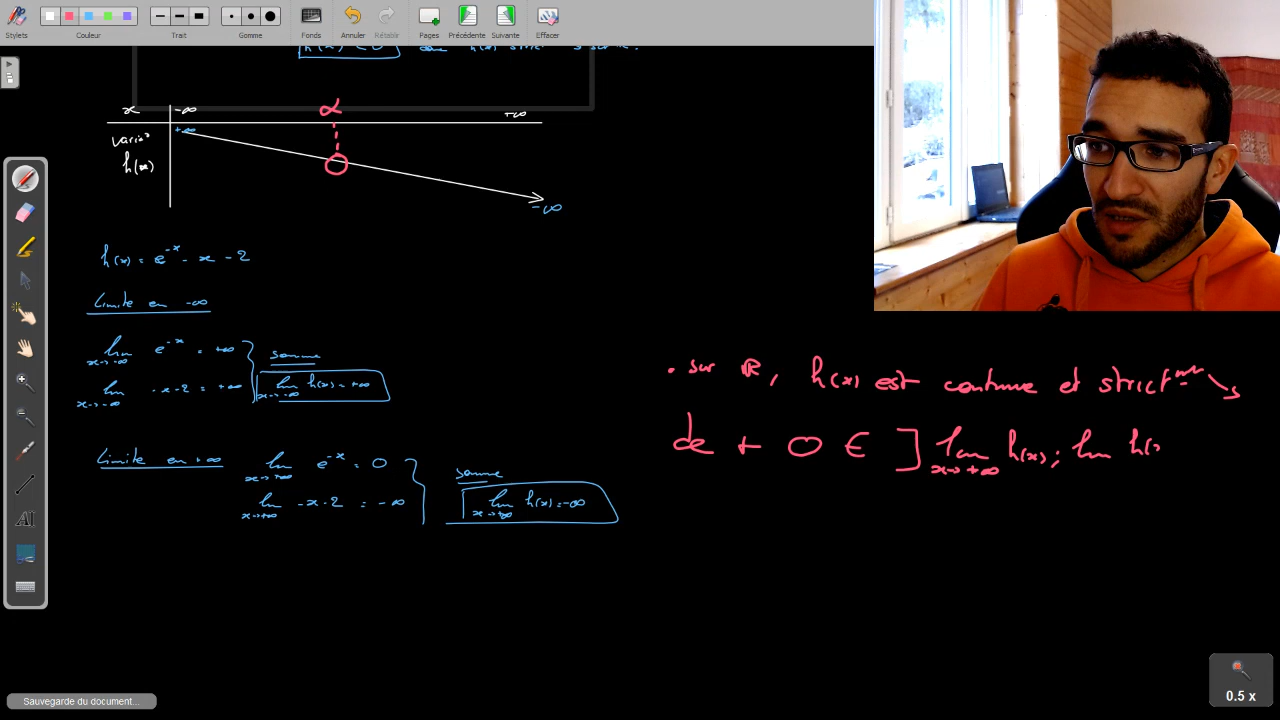 Stylets Couleur Trait Gomme Fonds Annuler Rétablir Pages Précédente Suivante Effacer
x -∞ α +∞
+∞
h(x)
-∞
h(x) = e^-x - x - 2
Limite en -∞
lim x→-∞ e^-x = +∞
somme
lim x→-∞ -x-2 = +∞
lim x→-∞ h(x) = +∞
Limite en +∞
lim x→+∞ e^-x = 0
somme
lim x→+∞ -x-2 = -∞
lim x→+∞ h(x) = -∞
• sur ℝ, h(x) est continue et strict^mt ↘
de + 0 ∈ ]lim x→+∞ h(x); lim h(x
Sauvegarde du document...
0.5 x